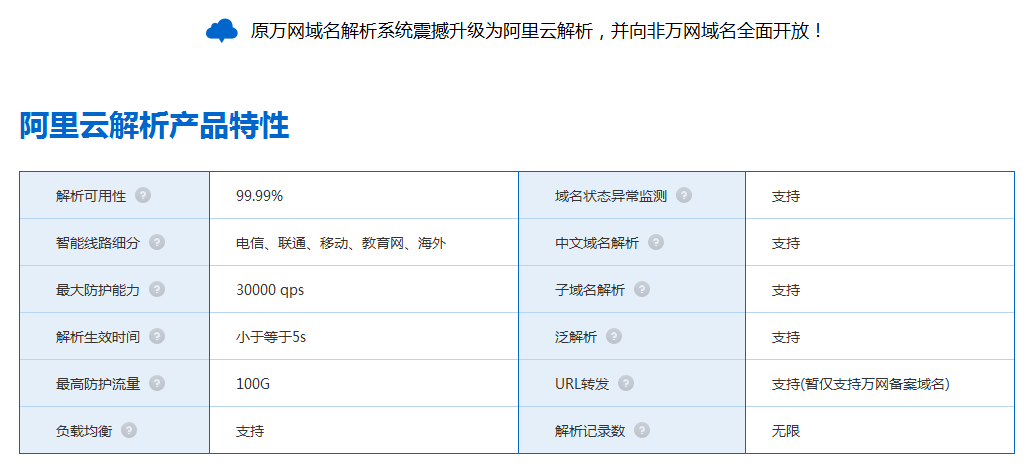 原万网域名解析系统震撼升级为阿里云解析，并向非万网域名全面开放！
阿里云解析产品特性
解析可用性 ? 99.99% 域名状态异常监测 ? 支持
智能线路细分 ? 电信、联通、移动、教育网、海外 中文域名解析 ? 支持
最大防护能力 ? 30000 qps 子域名解析 ? 支持
解析生效时间 ? 小于等于5s 泛解析 ? 支持
最高防护流量 ? 100G URL转发 ? 支持(暂仅支持万网备案域名)
负载均衡 ? 支持 解析记录数 ? 无限